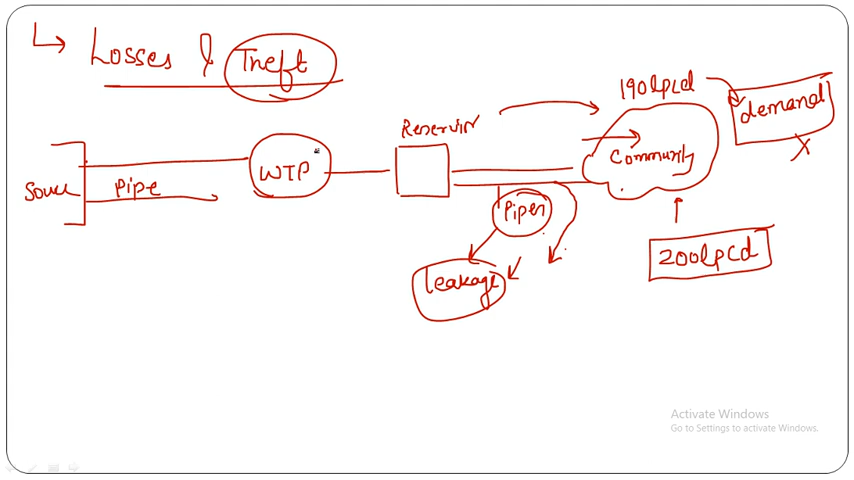 Losses & Theft
190lpcd
demand
Reservior
Community
WTP
Source
Pipe
Pipes
leakage
200lpcd
Activate Windows
Go to Settings to activate Windows.